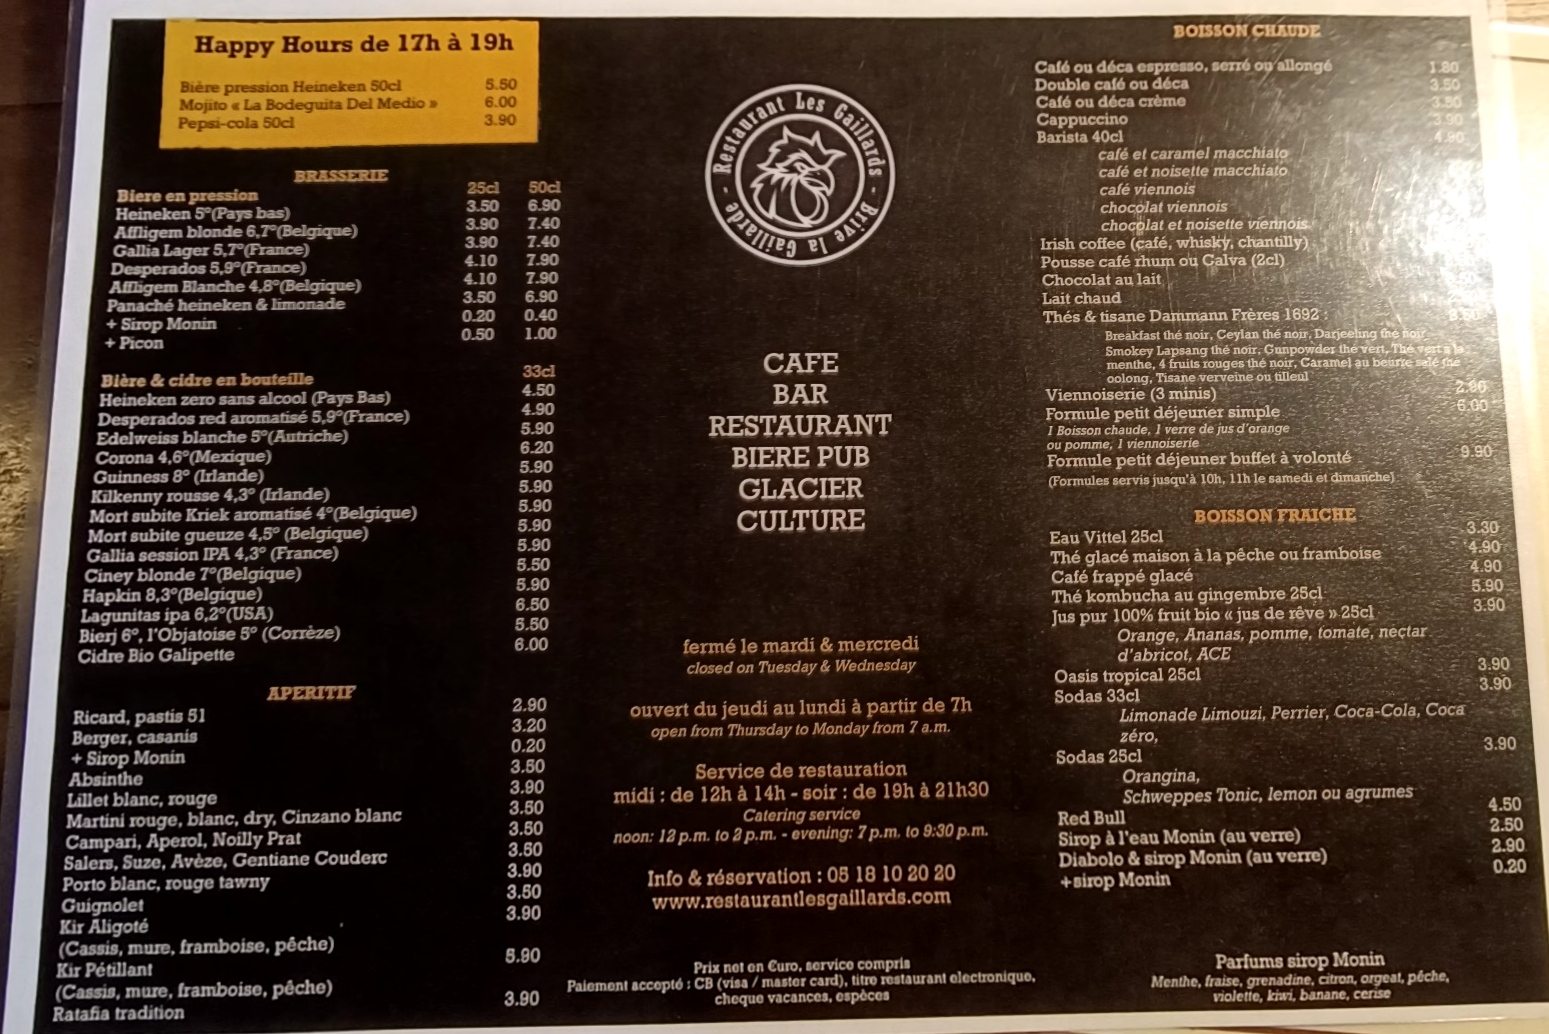 Happy Hours de 17h à 19h
Bière pression Heineken 50cl 5.50
Mojito « La Bodeguita Del Medio » 6.00
Pepsi-cola 50cl 3.90
BRASSERIE
Biere en pression 25cl 50cl
Heineken 5°(Pays bas) 3.50 6.90
Affligem blonde 6,7°(Belgique) 3.90 7.40
Gallia Lager 5,7°(France) 3.90 7.40
Desperados 5,9°(France) 4.10 7.90
Affligem Blanche 4,8°(Belgique) 4.10 7.90
Panaché heineken & limonade 3.50 6.90
+ Sirop Monin 0.20 0.40
+ Picon 0.50 1.00
Bière & cidre en bouteille 33cl
Heineken zero sans alcool (Pays Bas) 4.50
Desperados red aromatisé 5,9°(France) 4.90
Edelweiss blanche 5°(Autriche) 5.90
Corona 4,6°(Mexique) 6.20
Guinness 8° (Irlande) 5.90
Kilkenny rousse 4,3° (Irlande) 5.90
Mort subite Kriek aromatisé 4°(Belgique) 5.90
Mort subite gueuze 4,5° (Belgique) 5.90
Gallia session IPA 4,3° (France) 5.90
Ciney blonde 7°(Belgique) 5.50
Hapkin 8,3°(Belgique) 5.90
Lagunitas ipa 6,2°(USA) 6.50
Bierj 6°, l'Objatoise 5° (Corrèze) 5.50
Cidre Bio Galipette 6.00
APERITIF
Ricard, pastis 51 2.90
Berger, casanis 3.20
+ Sirop Monin 0.20
Absinthe 3.50
Lillet blanc, rouge 3.90
Martini rouge, blanc, dry, Cinzano blanc 3.50
Campari, Aperol, Noilly Prat 3.50
Salers, Suze, Avèze, Gentiane Couderc 3.50
Porto blanc, rouge tawny 3.90
Guignolet 3.50
Kir Aligoté 3.90
(Cassis, mure, framboise, pêche)
Kir Pétillant 5.90
(Cassis, mure, framboise, pêche)
Ratafia tradition 3.90
Restaurant Les Gaillards - Brive la Gaillarde -
CAFE
BAR
RESTAURANT
BIERE PUB
GLACIER
CULTURE
fermé le mardi & mercredi
closed on Tuesday & Wednesday
ouvert du jeudi au lundi à partir de 7h
open from Thursday to Monday from 7 a.m.
Service de restauration
midi : de 12h à 14h - soir : de 19h à 21h30
Catering service
noon: 12 p.m. to 2 p.m. - evening: 7 p.m. to 9:30 p.m.
Info & réservation : 05 18 10 20 20
www.restaurantlesgaillards.com
Prix net en €uro, service compris
Paiement accepté : CB (visa / master card), titre restaurant electronique,
cheque vacances, espèces
BOISSON CHAUDE
Café ou déca espresso, serré ou allongé 1.80
Double café ou déca 3.50
Café ou déca crème 3.50
Cappuccino 3.90
Barista 40cl 4.90
café et caramel macchiato
café et noisette macchiato
café viennois
chocolat viennois
chocolat et noisette viennois
Irish coffee (café, whisky, chantilly)
Pousse café rhum ou Calva (2cl)
Chocolat au lait
Lait chaud
Thés & tisane Dammann Frères 1692 :
Breakfast thé noir, Ceylan thé noir, Darjeeling thé noir
Smokey Lapsang thé noir, Gunpowder thé vert, Thé vert à la
menthe, 4 fruits rouges thé noir, Caramel au beurre salé thé
oolong, Tisane verveine ou tilleul
Viennoiserie (3 minis) 2.90
Formule petit déjeuner simple 6.00
1 Boisson chaude, 1 verre de jus d'orange
ou pomme, 1 viennoiserie
Formule petit déjeuner buffet à volonté 9.90
(Formules servis jusqu'à 10h, 11h le samedi et dimanche)
BOISSON FRAICHE
Eau Vittel 25cl 3.30
Thé glacé maison à la pêche ou framboise 4.90
Café frappé glacé 4.90
Thé kombucha au gingembre 25cl 5.90
Jus pur 100% fruit bio « jus de rêve » 25cl 3.90
Orange, Ananas, pomme, tomate, nectar
d'abricot, ACE
Oasis tropical 25cl 3.90
Sodas 33cl 3.90
Limonade Limouzi, Perrier, Coca-Cola, Coca
zéro,
Sodas 25cl 3.90
Orangina,
Schweppes Tonic, lemon ou agrumes
Red Bull 4.50
Sirop à l'eau Monin (au verre) 2.50
Diabolo & sirop Monin (au verre) 2.90
+sirop Monin 0.20
Parfums sirop Monin
Menthe, fraise, grenadine, citron, orgeat, pêche,
violette, kiwi, banane, cerise